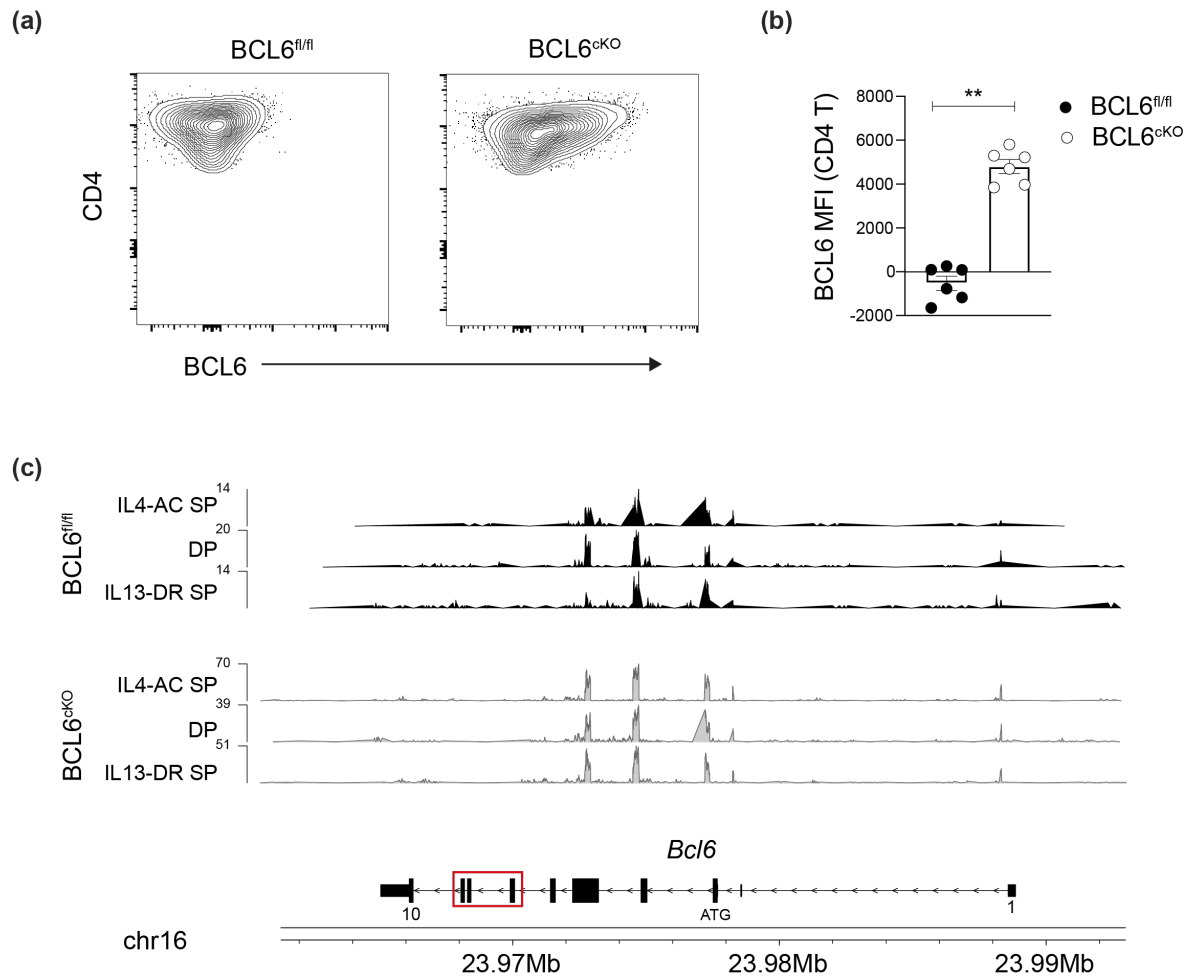 (a)
BCL6fl/fl
BCL6cKO
CD4
BCL6
(b)
BCL6 MFI (CD4 T)
8000
6000
4000
2000
0
-2000
**
BCL6fl/fl
BCL6cKO
(c)
BCL6fl/fl
IL4-AC SP
14
DP
20
IL13-DR SP
14
BCL6cKO
IL4-AC SP
70
DP
39
IL13-DR SP
51
Bcl6
10
ATG
1
chr16
23.97Mb
23.98Mb
23.99Mb